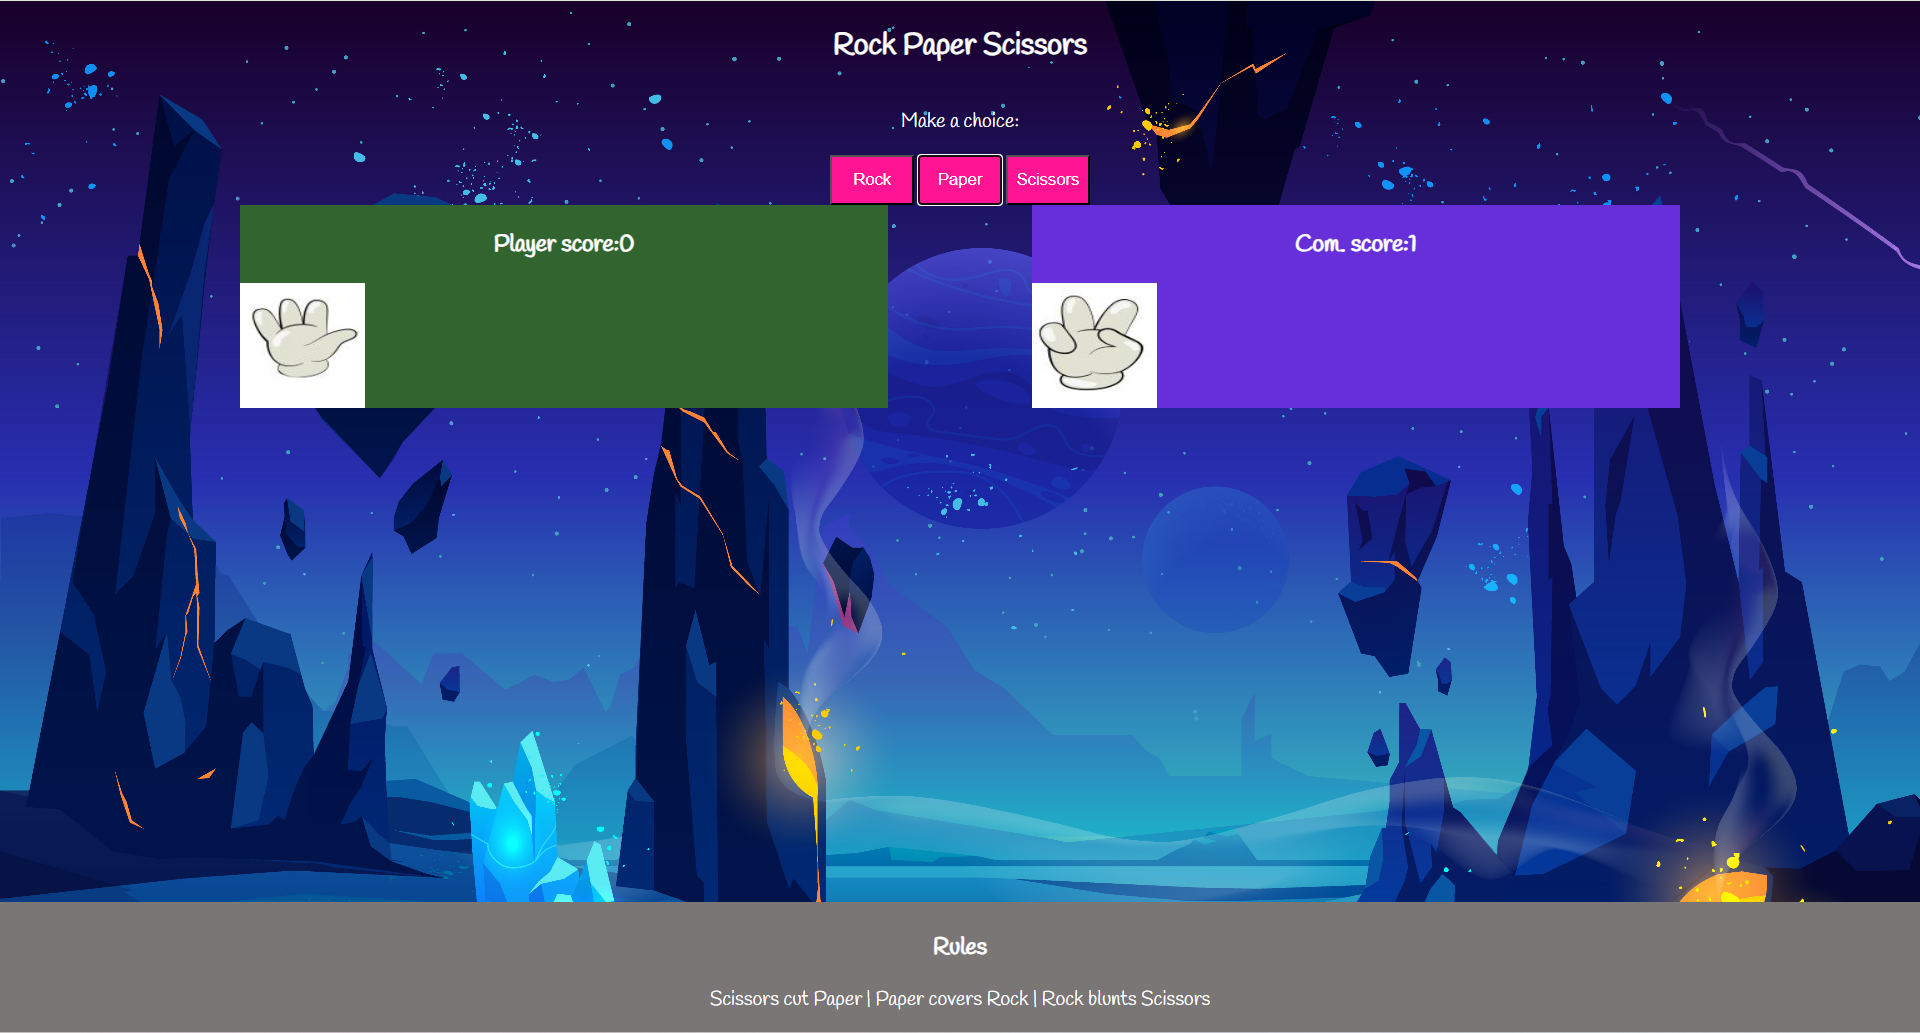 Rock Paper Scissors
Make a choice:
Rock Paper Scissors
Player score:0
Com. score:1
Rules
Scissors cut Paper | Paper covers Rock | Rock blunts Scissors